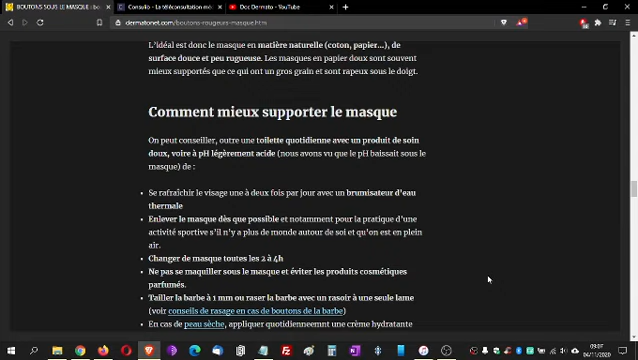 BOUTONS SOUS LE MASQUE : bo
Consulib - La téléconsultation mé
Doc Dermato - YouTube
dermatonet.com/boutons-rougeurs-masque.htm
L'idéal est donc le masque en matière naturelle (coton, papier...), de
surface douce et peu rugueuse. Les masques en papier doux sont souvent
mieux supportés que ce qui ont un gros grain et sont rapeux sous le doigt.
Comment mieux supporter le masque
On peut conseiller, outre une toilette quotidienne avec un produit de soin
doux, voire à pH légèrement acide (nous avons vu que le pH baissait sous le
masque) de :
Se rafraîchir le visage une à deux fois par jour avec un brumisateur d'eau
thermale
Enlever le masque dès que possible et notamment pour la pratique d'une
activité sportive s'il n'y a plus de monde autour de soi et qu'on est en plein
air.
Changer de masque toutes les 2 à 4h
Ne pas se maquiller sous le masque et éviter les produits cosmétiques
parfumés.
Tailler la barbe à 1 mm ou raser la barbe avec un rasoir à une seule lame
(voir conseils de rasage en cas de boutons de la barbe)
En cas de peau sèche, appliquer quotidienneemnt une crème hydratante
09:07
04/11/2020